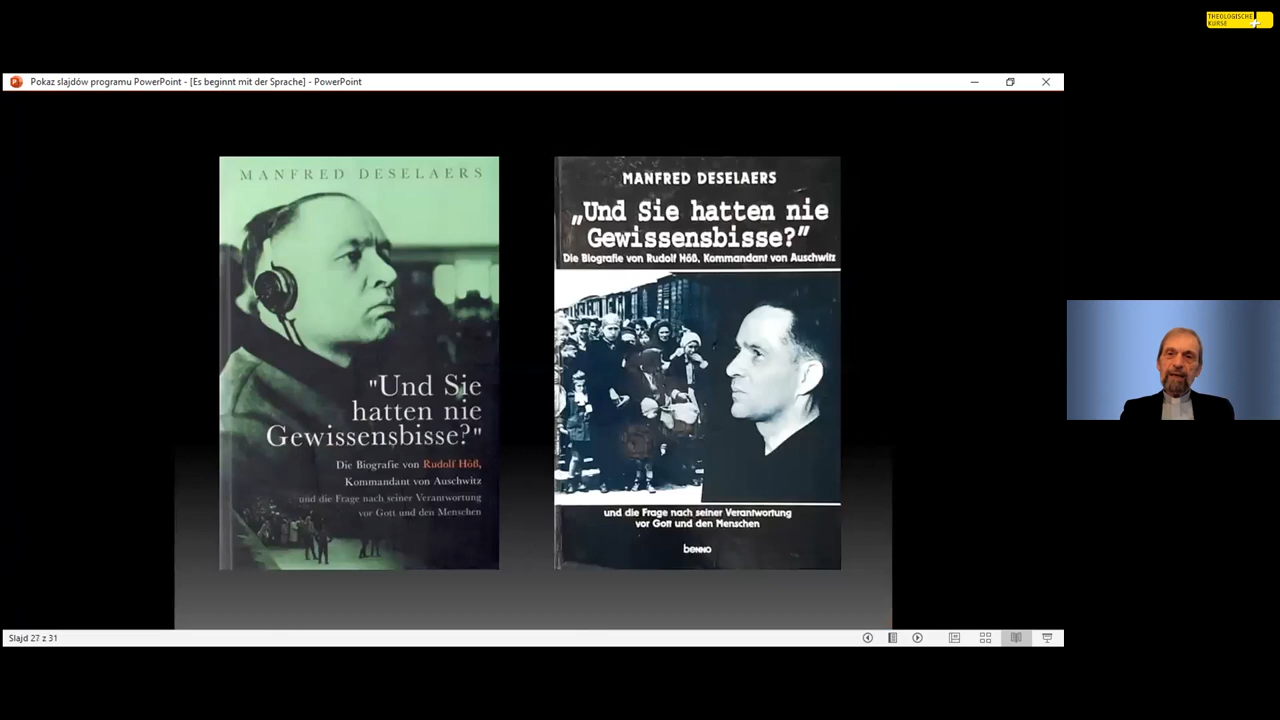 THEOLOGISCHE
KURSE
Pokaz slajdów programu PowerPoint - [Es beginnt mit der Sprache] - PowerPoint
MANFRED DESELAERS
"Und Sie
hatten nie
Gewissensbisse?"
Die Biografie von Rudolf Höß,
Kommandant von Auschwitz
und die Frage nach seiner Verantwortung
vor Gott und den Menschen
MANFRED DESELAERS
„Und Sie hatten nie
Gewissensbisse?”
Die Biografie von Rudolf Höß, Kommandant von Auschwitz
und die Frage nach seiner Verantwortung
vor Gott und den Menschen
benno
Slajd 27 z 31